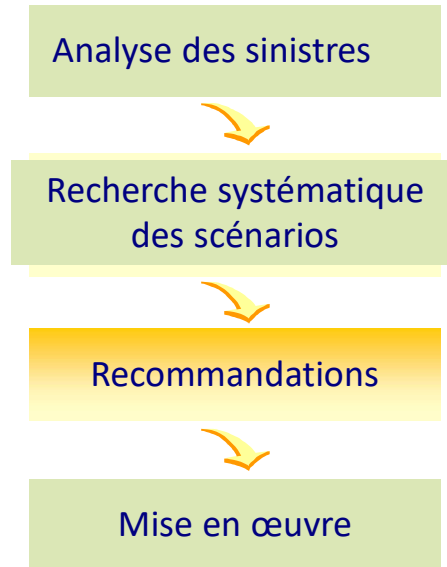 Analyse des sinistres
Recherche systématique
des scénarios
Recommandations
Mise en œuvre